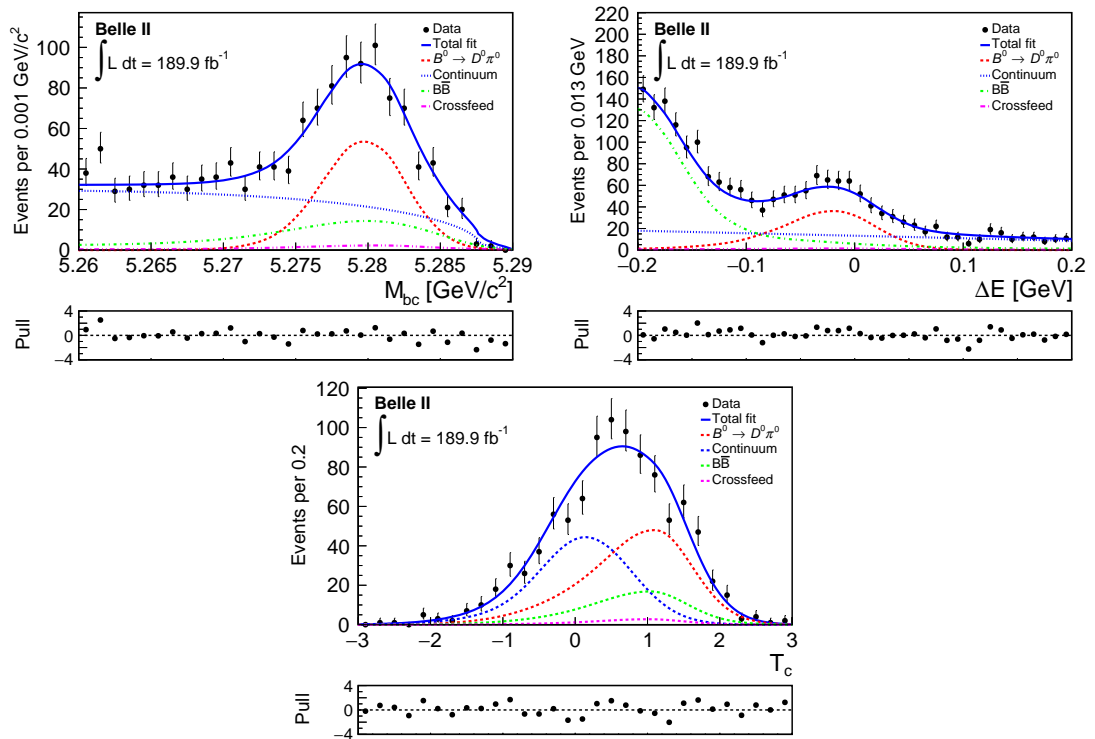 Belle II
∫L dt = 189.9 fb⁻¹
Data
Total fit
B⁰ → D⁰π⁰
Continuum
BB̅
Crossfeed
Events per 0.001 GeV/c²
100
80
60
40
20
0
5.26 5.265 5.27 5.275 5.28 5.285 5.29
M_bc [GeV/c²]
Pull
4
0
−4
Belle II
∫L dt = 189.9 fb⁻¹
Data
Total fit
B⁰ → D⁰π⁰
Continuum
BB̅
Crossfeed
Events per 0.013 GeV
220
200
180
160
140
120
100
80
60
40
20
0
−0.2 −0.1 0 0.1 0.2
ΔE [GeV]
Pull
4
0
−4
Belle II
∫L dt = 189.9 fb⁻¹
Data
Total fit
B⁰ → D⁰π⁰
Continuum
BB̅
Crossfeed
Events per 0.2
120
100
80
60
40
20
0
−3 −2 −1 0 1 2 3
T_c
Pull
4
0
−4